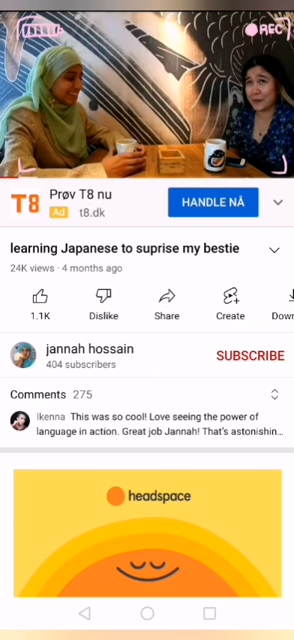 REC
T8
Prøv T8 nu
Ad t8.dk
HANDLE NÅ
learning Japanese to suprise my bestie
24K views · 4 months ago
1.1K
Dislike
Share
Create
Down
jannah hossain
404 subscribers
SUBSCRIBE
Comments 275
Ikenna This was so cool! Love seeing the power of
language in action. Great job Jannah! That's astonishin...
headspace